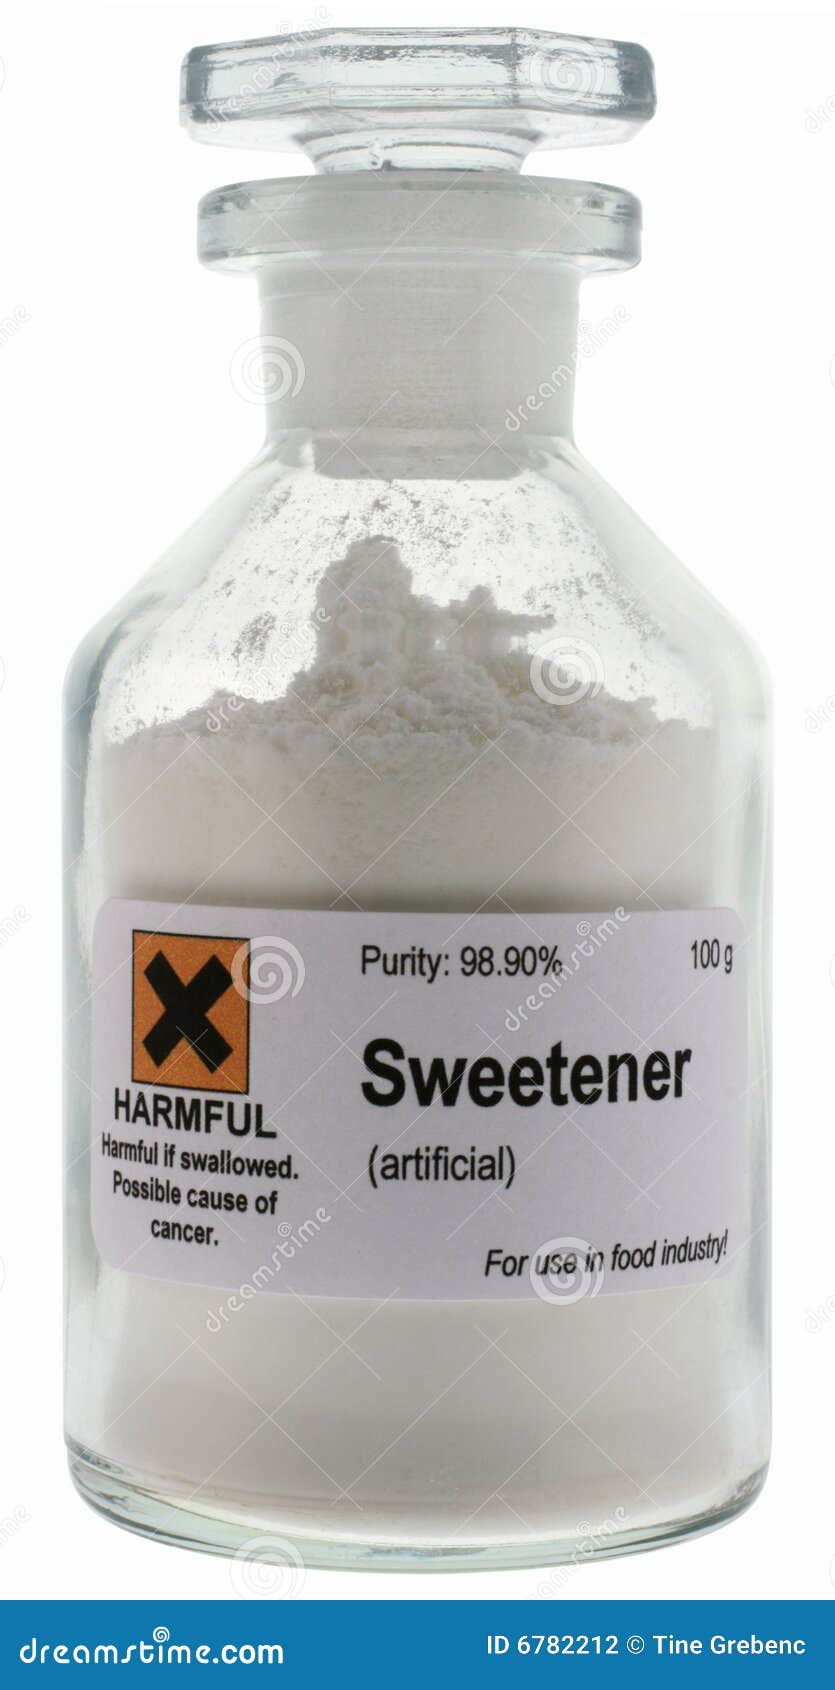 Purity: 98.90% 100 g
Sweetener
(artificial)
For use in food industry!
HARMFUL
Harmful if swallowed.
Possible cause of
cancer.
dreamstime
dreamstime.com
ID 6782212 © Tine Grebenc